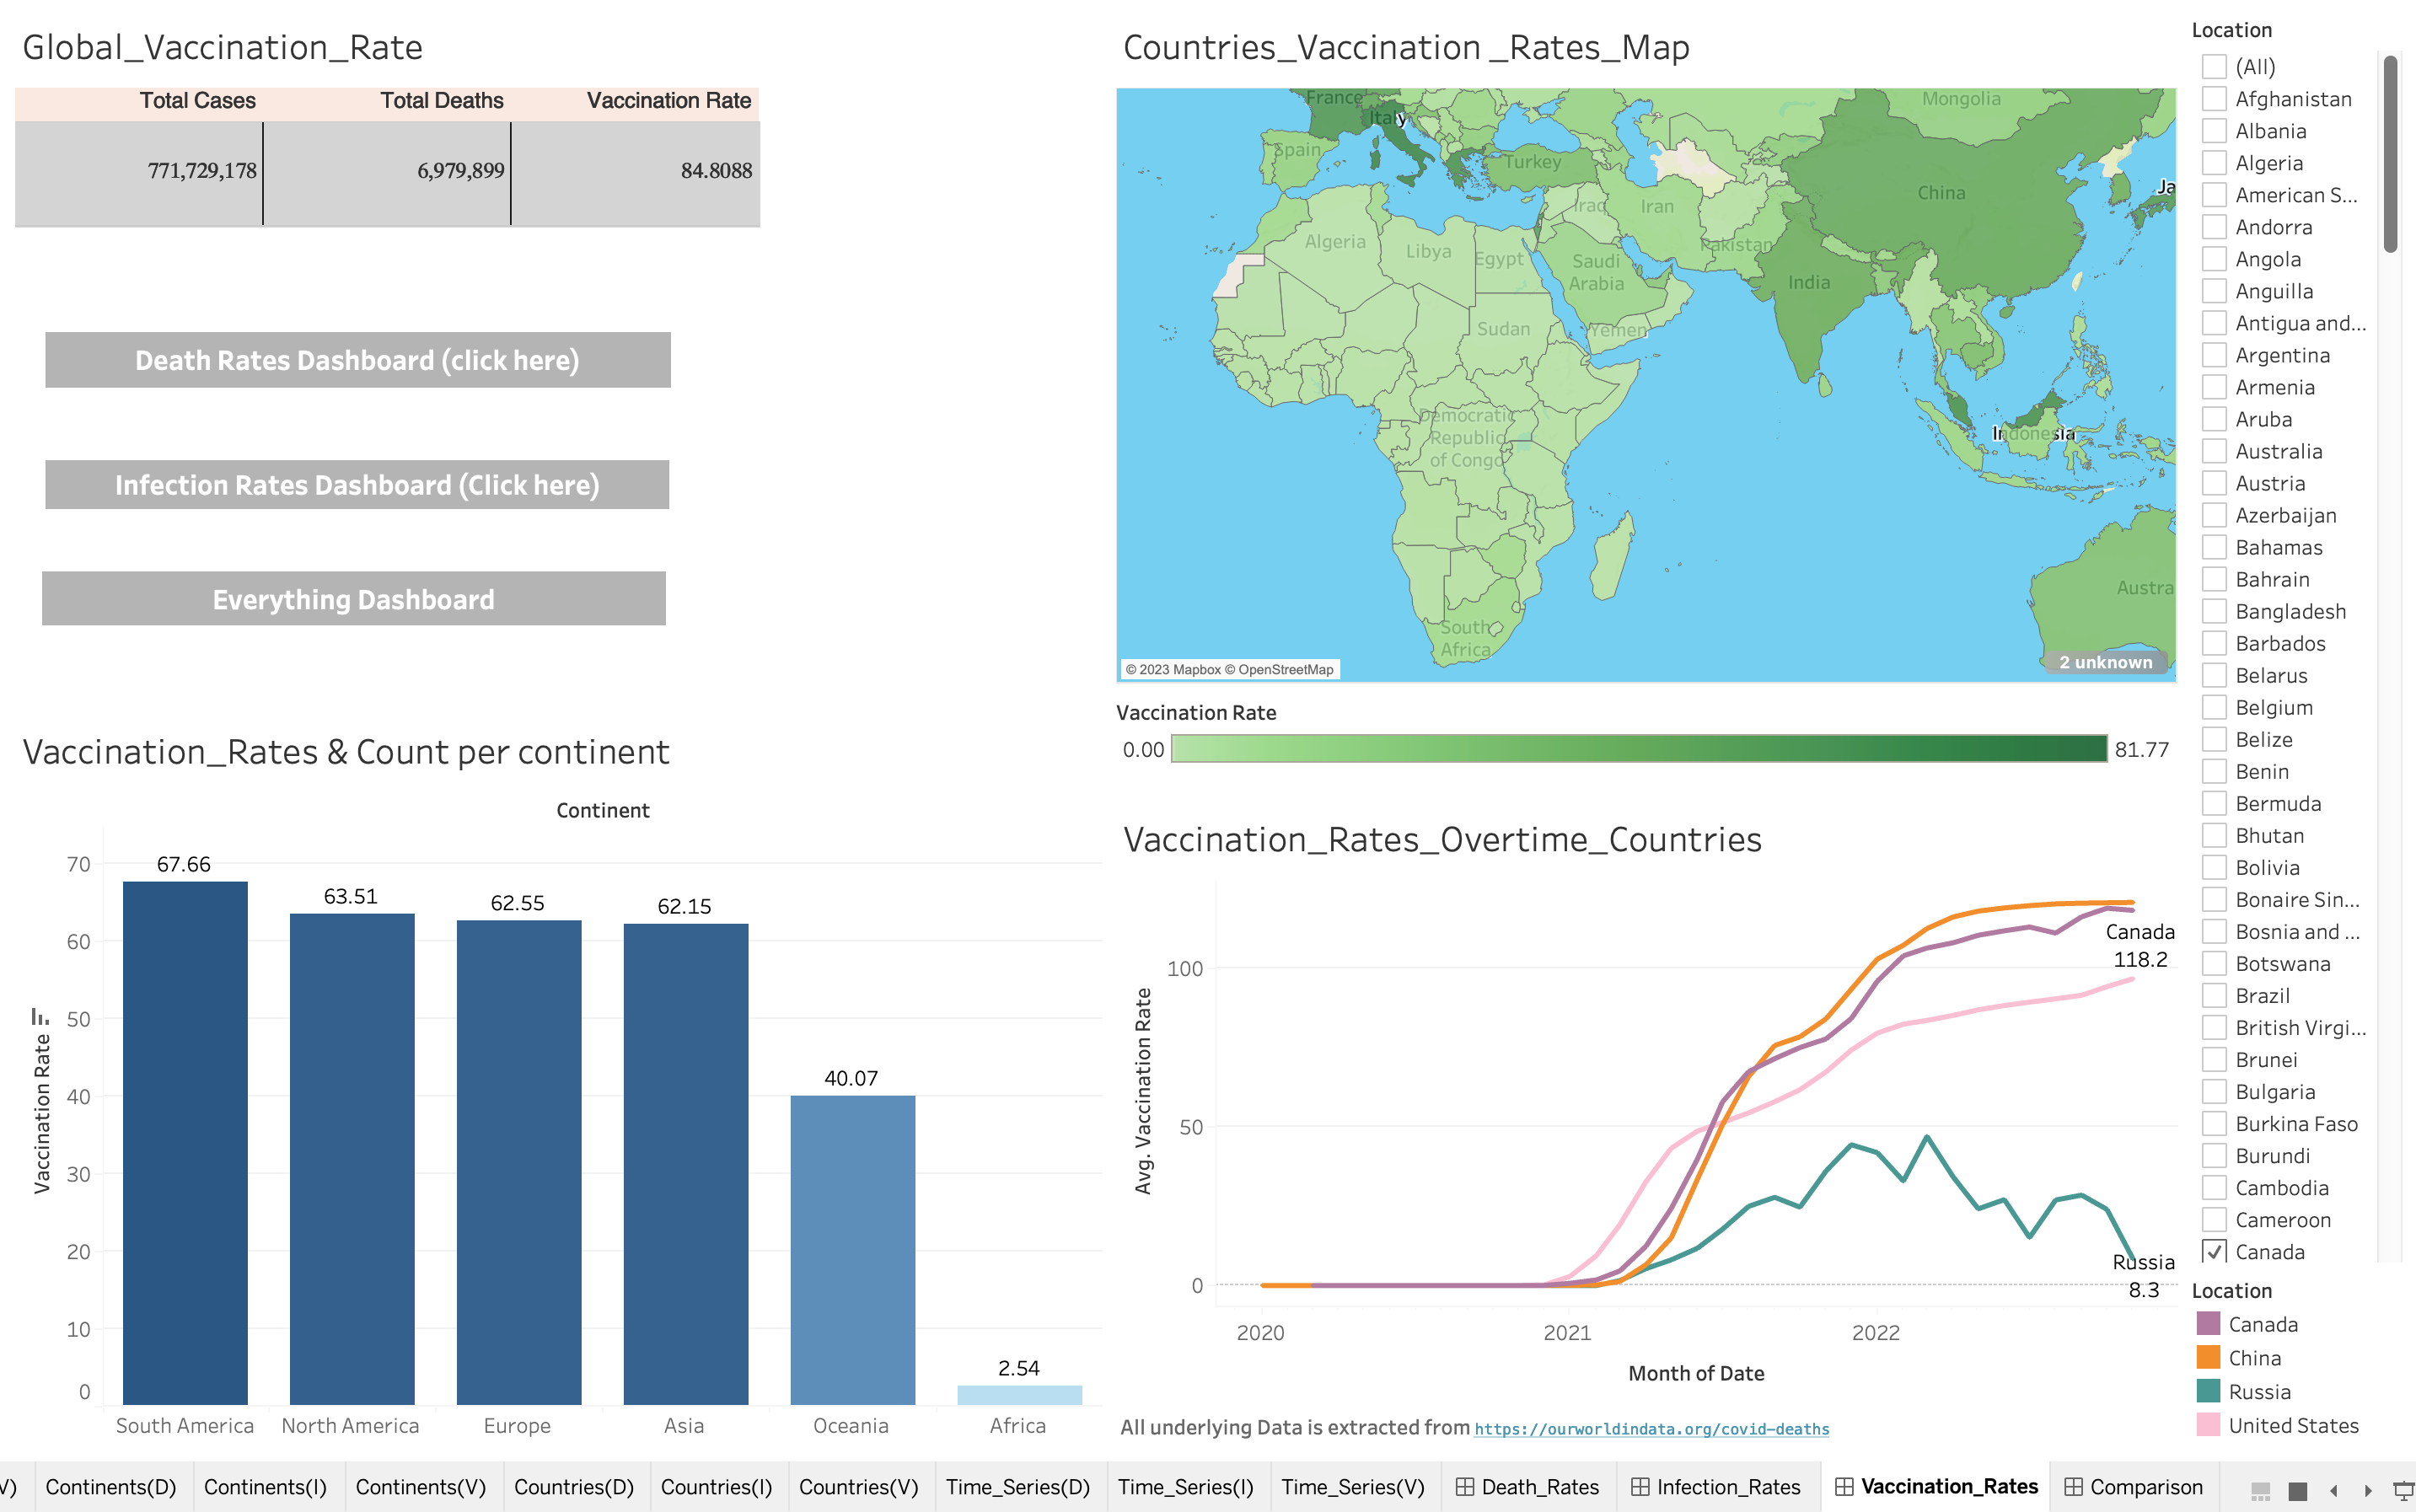 Global_Vaccination_Rate
Total Cases Total Deaths Vaccination Rate
771,729,178 6,979,899 84.8088
Death Rates Dashboard (click here)
Infection Rates Dashboard (Click here)
Everything Dashboard
Countries_Vaccination _Rates_Map
France
Italy
Spain
Turkey
Mongolia
China
Ja
Iraq
Iran
Algeria
Libya
Egypt
Pakistan
Saudi
Arabia
India
Sudan
Yemen
Democratic
Republic
of Congo
Indonesia
Austra
South
Africa
© 2023 Mapbox © OpenStreetMap
2 unknown
Vaccination Rate
0.00 81.77
Vaccination_Rates & Count per continent
Continent
Vaccination Rate
70
60
50
40
30
20
10
0
67.66
63.51
62.55
62.15
40.07
2.54
South America North America Europe Asia Oceania Africa
Vaccination_Rates_Overtime_Countries
Avg. Vaccination Rate
100
50
0
Canada
118.2
Russia
8.3
2020 2021 2022
Month of Date
All underlying Data is extracted from https://ourworldindata.org/covid-deaths
Location
(All)
Afghanistan
Albania
Algeria
American S...
Andorra
Angola
Anguilla
Antigua and...
Argentina
Armenia
Aruba
Australia
Austria
Azerbaijan
Bahamas
Bahrain
Bangladesh
Barbados
Belarus
Belgium
Belize
Benin
Bermuda
Bhutan
Bolivia
Bonaire Sin...
Bosnia and ...
Botswana
Brazil
British Virgi...
Brunei
Bulgaria
Burkina Faso
Burundi
Cambodia
Cameroon
Canada
Location
Canada
China
Russia
United States
V) Continents(D) Continents(I) Continents(V) Countries(D) Countries(I) Countries(V) Time_Series(D) Time_Series(I) Time_Series(V) Death_Rates Infection_Rates Vaccination_Rates Comparison